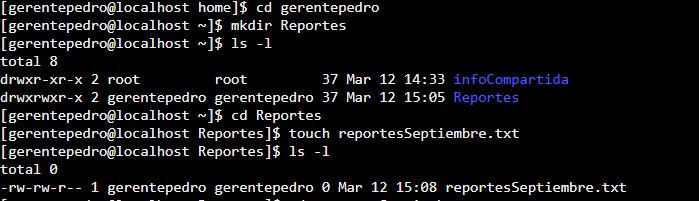 [gerentepedro@localhost home]$ cd gerentepedro
[gerentepedro@localhost ~]$ mkdir Reportes
[gerentepedro@localhost ~]$ ls -l
total 8
drwxr-xr-x 2 root         root         37 Mar 12 14:33 infoCompartida
drwxrwxr-x 2 gerentepedro gerentepedro 37 Mar 12 15:05 Reportes
[gerentepedro@localhost ~]$ cd Reportes
[gerentepedro@localhost Reportes]$ touch reportesSeptiembre.txt
[gerentepedro@localhost Reportes]$ ls -l
total 0
-rw-rw-r-- 1 gerentepedro gerentepedro 0 Mar 12 15:08 reportesSeptiembre.txt